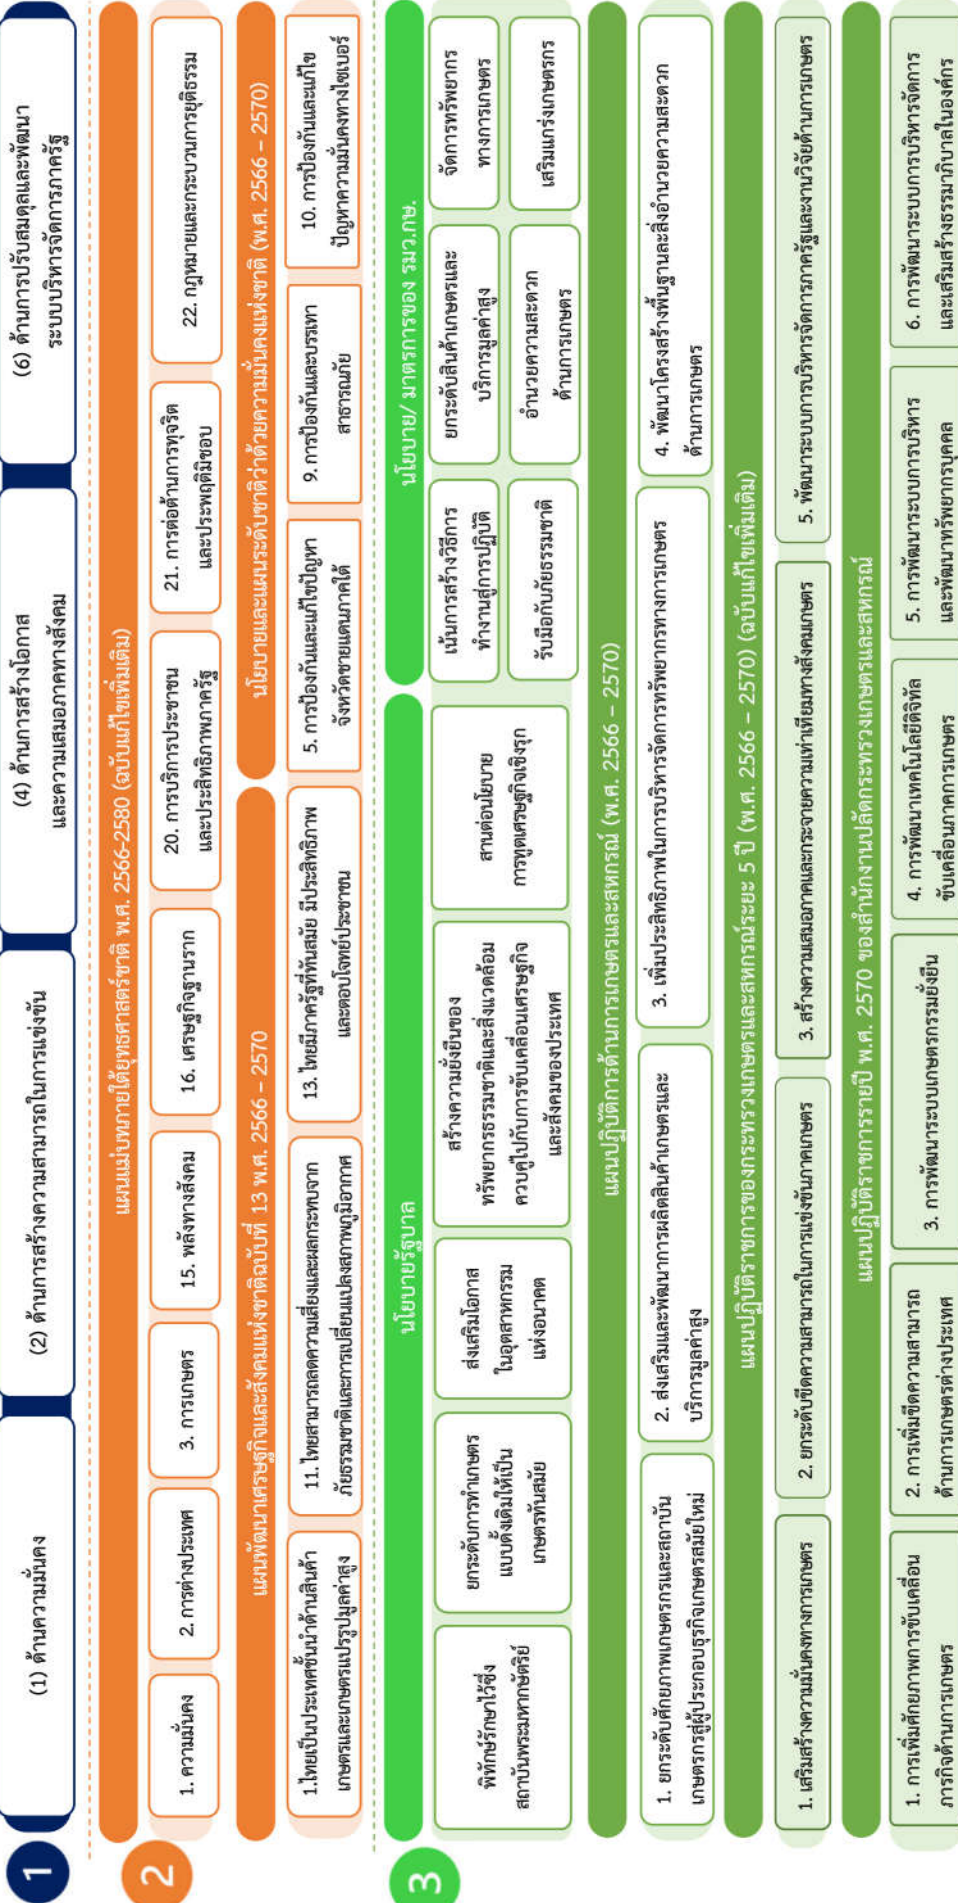 1
(1) ด้านความมั่นคง
(2) ด้านการสร้างความสามารถในการแข่งขัน
(4) ด้านการสร้างโอกาส
และความเสมอภาคทางสังคม
(6) ด้านการปรับสมดุลและพัฒนา
ระบบบริหารจัดการภาครัฐ
2
แผนแม่บทภายใต้ยุทธศาสตร์ชาติ พ.ศ. 2566-2580 (ฉบับแก้ไขเพิ่มเติม)
1. ความมั่นคง
2. การต่างประเทศ
3. การเกษตร
15. พลังทางสังคม
16. เศรษฐกิจฐานราก
20. การบริการประชาชน
และประสิทธิภาพภาครัฐ
21. การต่อต้านการทุจริต
และประพฤติมิชอบ
22. กฎหมายและกระบวนการยุติธรรม
แผนพัฒนาเศรษฐกิจและสังคมแห่งชาติฉบับที่ 13 พ.ศ. 2566 – 2570
นโยบายและแผนระดับชาติว่าด้วยความมั่นคงแห่งชาติ (พ.ศ. 2566 – 2570)
1.ไทยเป็นประเทศชั้นนำด้านสินค้า
เกษตรและเกษตรแปรรูปมูลค่าสูง
11. ไทยสามารถลดความเสี่ยงและผลกระทบจาก
ภัยธรรมชาติและการเปลี่ยนแปลงสภาพภูมิอากาศ
13. ไทยมีภาครัฐที่ทันสมัย มีประสิทธิภาพ
และตอบโจทย์ประชาชน
5. การป้องกันและแก้ไขปัญหา
จังหวัดชายแดนภาคใต้
9. การป้องกันและบรรเทา
สาธารณภัย
10. การป้องกันและแก้ไข
ปัญหาความมั่นคงทางไซเบอร์
3
นโยบายรัฐบาล
นโยบาย/ มาตรการของ รมว.กษ.
พิทักษ์รักษาไว้ซึ่ง
สถาบันพระมหากษัตริย์
ยกระดับการทำเกษตร
แบบดั้งเดิมให้เป็น
เกษตรทันสมัย
ส่งเสริมโอกาส
ในอุตสาหกรรม
แห่งอนาคต
สร้างความยั่งยืนของ
ทรัพยากรธรรมชาติและสิ่งแวดล้อม
ควบคู่ไปกับการขับเคลื่อนเศรษฐกิจ
และสังคมของประเทศ
สานต่อนโยบาย
การทูตเศรษฐกิจเชิงรุก
เน้นการสร้างวิธีการ
ทำงานสู่การปฏิบัติ
ยกระดับสินค้าเกษตรและ
บริการมูลค่าสูง
จัดการทรัพยากร
ทางการเกษตร
รับมือกับภัยธรรมชาติ
อำนวยความสะดวก
ด้านการเกษตร
เสริมแกร่งเกษตรกร
แผนปฏิบัติการด้านการเกษตรและสหกรณ์ (พ.ศ. 2566 – 2570)
1. ยกระดับศักยภาพเกษตรกรและสถาบัน
เกษตรกรสู่ผู้ประกอบธุรกิจเกษตรสมัยใหม่
2. ส่งเสริมและพัฒนาการผลิตสินค้าเกษตรและ
บริการมูลค่าสูง
3. เพิ่มประสิทธิภาพในการบริหารจัดการทรัพยากรทางการเกษตร
4. พัฒนาโครงสร้างพื้นฐานและสิ่งอำนวยความสะดวก
ด้านการเกษตร
แผนปฏิบัติราชการของกระทรวงเกษตรและสหกรณ์ระยะ 5 ปี (พ.ศ. 2566 – 2570) (ฉบับแก้ไขเพิ่มเติม)
1. เสริมสร้างความมั่นคงทางการเกษตร
2. ยกระดับขีดความสามารถในการแข่งขันภาคเกษตร
3. สร้างความเสมอภาคและกระจายความเท่าเทียมทางสังคมเกษตร
5. พัฒนาระบบการบริหารจัดการภาครัฐและงานวิจัยด้านการเกษตร
แผนปฏิบัติราชการรายปี พ.ศ. 2570 ของสำนักงานปลัดกระทรวงเกษตรและสหกรณ์
1. การเพิ่มศักยภาพการขับเคลื่อน
ภารกิจด้านการเกษตร
2. การเพิ่มขีดความสามารถ
ด้านการเกษตรต่างประเทศ
3. การพัฒนาระบบเกษตรกรรมยั่งยืน
4. การพัฒนาเทคโนโลยีดิจิทัล
ขับเคลื่อนภาคการเกษตร
5. การพัฒนาระบบการบริหาร
และพัฒนาทรัพยากรบุคคล
6. การพัฒนาระบบการบริหารจัดการ
และเสริมสร้างธรรมาภิบาลในองค์กร